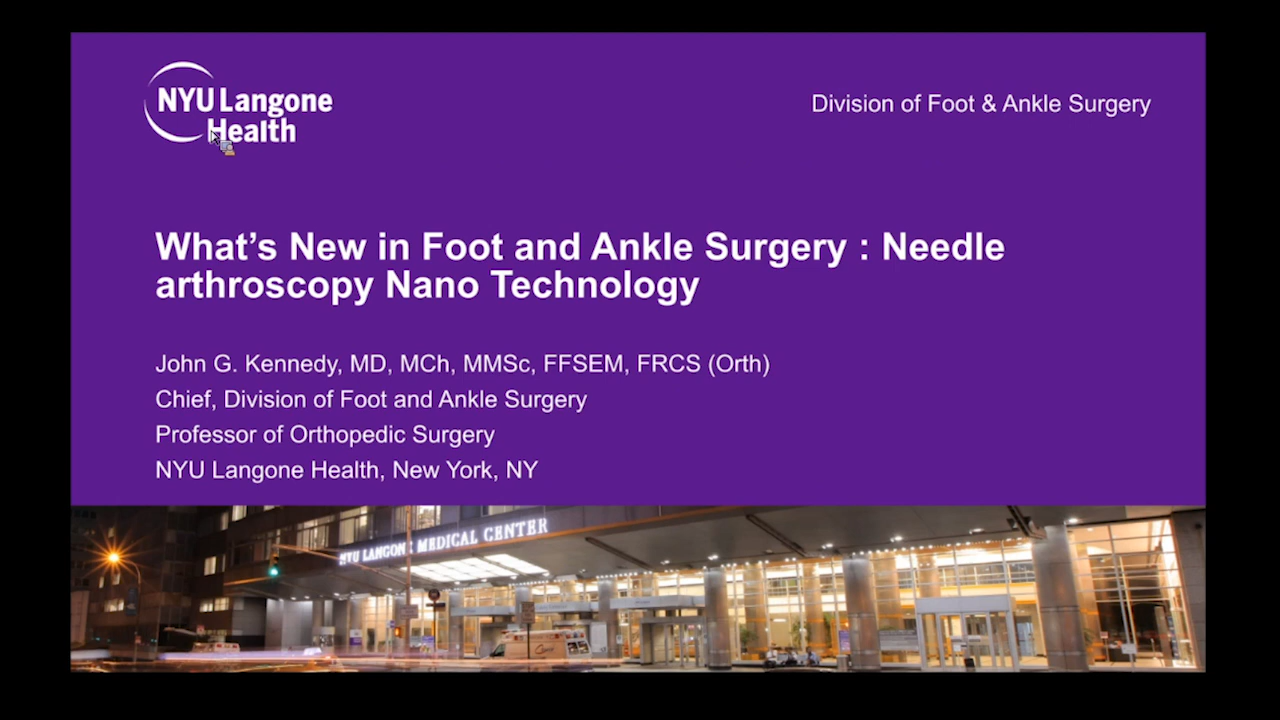 NYU Langone
Health
Division of Foot & Ankle Surgery
What’s New in Foot and Ankle Surgery : Needle
arthroscopy Nano Technology
John G. Kennedy, MD, MCh, MMSc, FFSEM, FRCS (Orth)
Chief, Division of Foot and Ankle Surgery
Professor of Orthopedic Surgery
NYU Langone Health, New York, NY
NYU LANGONE MEDICAL CENTER